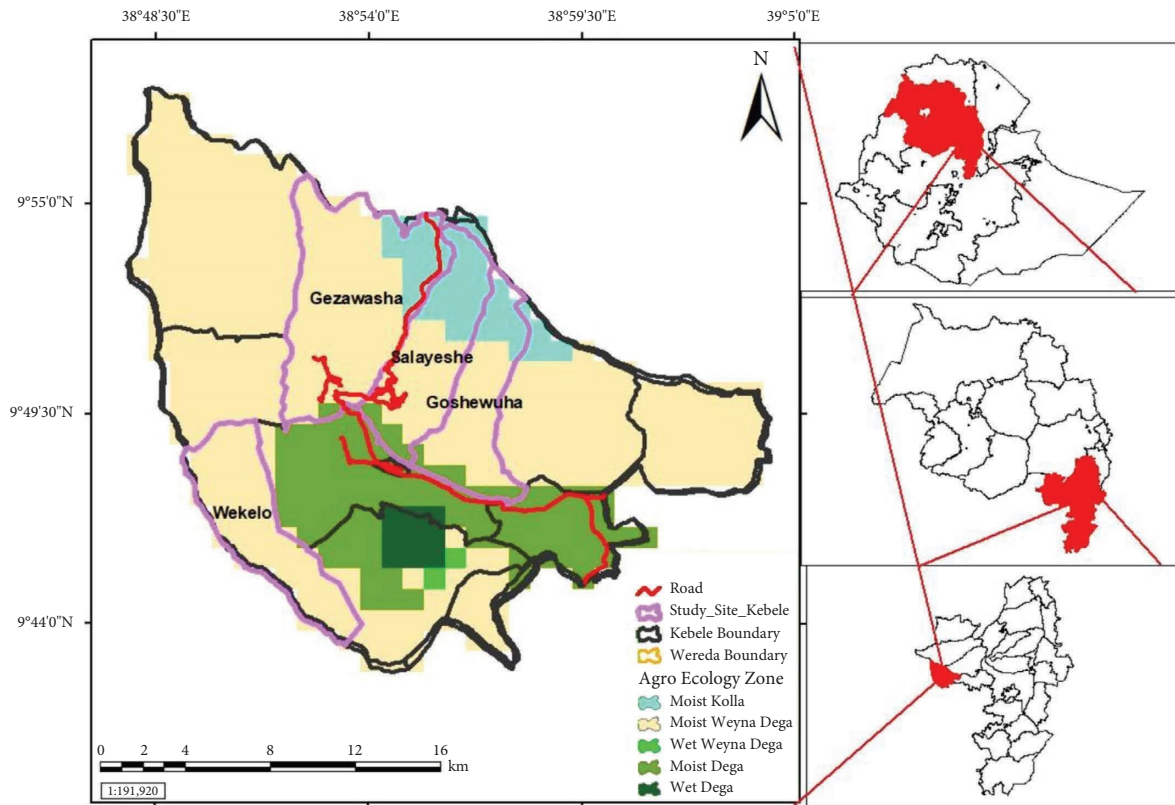 38°48'30"E 38°54'0"E 38°59'30"E 39°5'0"E
N
9°55'0"N
Gezawasha
Salayeshe
Goshewuha
9°49'30"N
Wekelo
9°44'0"N
Road
Study_Site_Kebele
Kebele Boundary
Wereda Boundary
Agro Ecology Zone
Moist Kolla
Moist Weyna Dega
Wet Weyna Dega
Moist Dega
Wet Dega
0 2 4 8 12 16
km
1:191,920